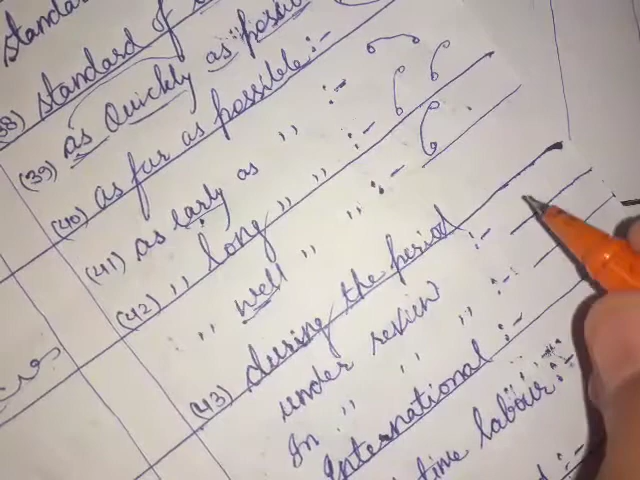 standard
(38) standard of
(39) as Quickly as possible
(40) as far as possible :-
(41) as early as " :-
(42) " long " " :-
" well " " :-
(43) during the period
under review :-
In " " " :-
International :-
time labour :-